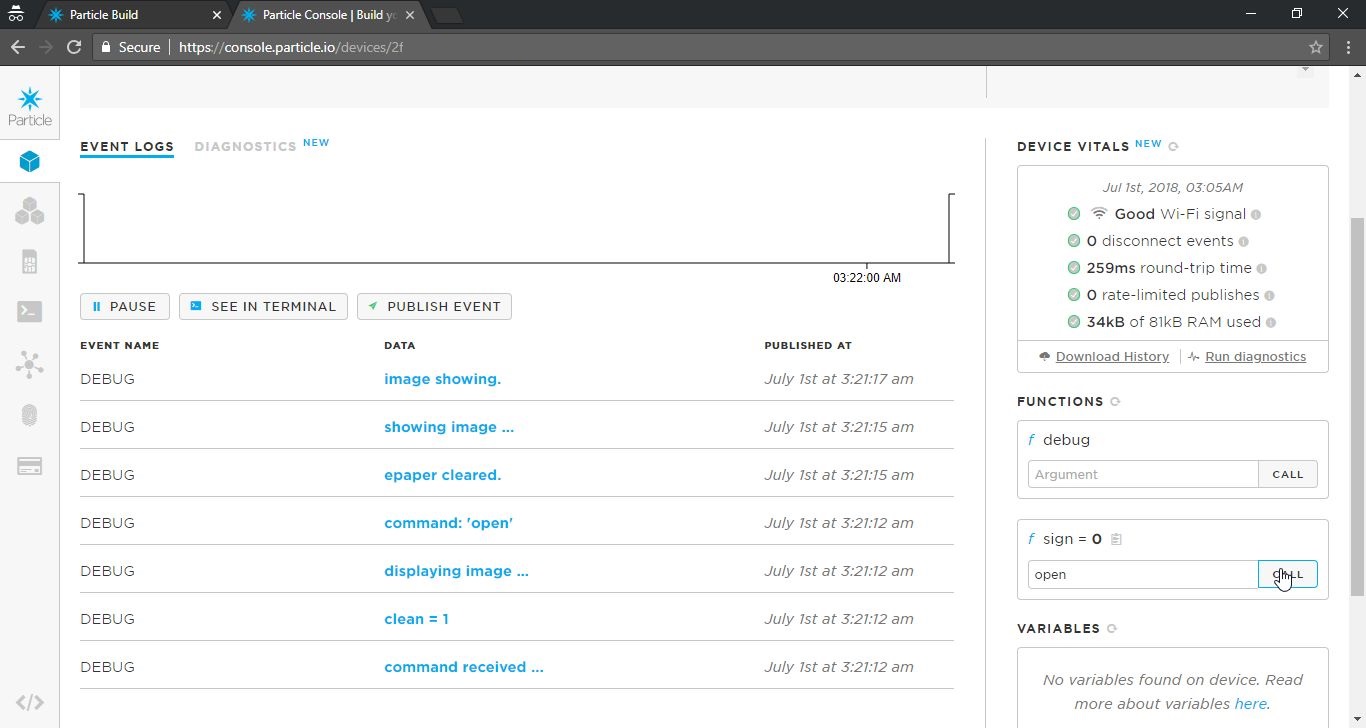 Particle Build
Particle Console | Build yo
Secure https://console.particle.io/devices/2f
Particle
EVENT LOGS DIAGNOSTICS NEW
03:22:00 AM
PAUSE SEE IN TERMINAL PUBLISH EVENT
EVENT NAME DATA PUBLISHED AT
DEBUG image showing. July 1st at 3:21:17 am
DEBUG showing image ... July 1st at 3:21:15 am
DEBUG epaper cleared. July 1st at 3:21:15 am
DEBUG command: 'open' July 1st at 3:21:12 am
DEBUG displaying image ... July 1st at 3:21:12 am
DEBUG clean = 1 July 1st at 3:21:12 am
DEBUG command received ... July 1st at 3:21:12 am
DEVICE VITALS NEW
Jul 1st, 2018, 03:05AM
Good Wi-Fi signal
0 disconnect events
259ms round-trip time
0 rate-limited publishes
34kB of 81kB RAM used
Download History Run diagnostics
FUNCTIONS
f debug
Argument CALL
f sign = 0
open CALL
VARIABLES
No variables found on device. Read
more about variables here.